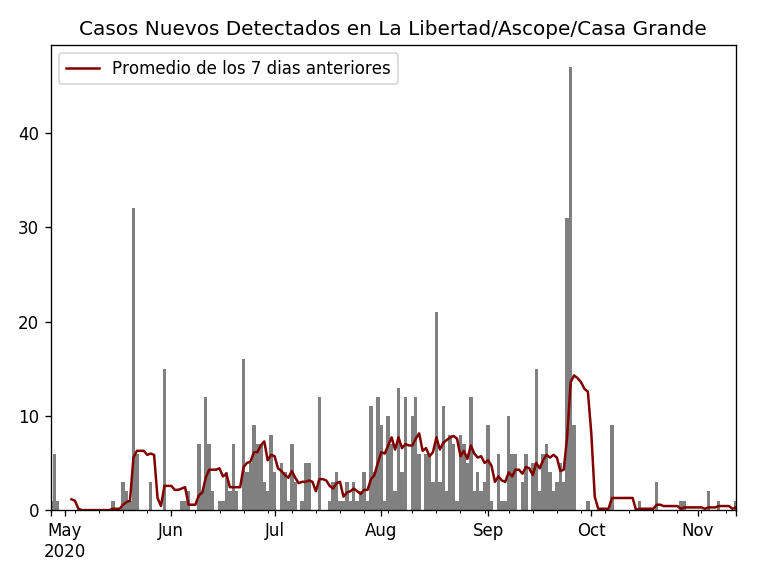 Casos Nuevos Detectados en La Libertad/Ascope/Casa Grande
Promedio de los 7 dias anteriores
40
30
20
10
0
May Jun Jul Aug Sep Oct Nov
2020